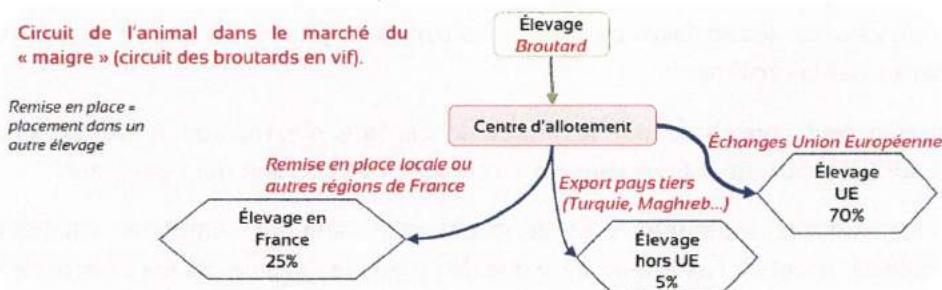 Circuit de l'animal dans le marché du
« maigre » (circuit des broutards en vif).
Élevage
Broutard
Remise en place =
placement dans un
autre élevage
Centre d'allotement
Échanges Union Européenne
Remise en place locale ou
autres régions de France
Export pays tiers
(Turquie, Maghreb...)
Élevage
UE
70%
Élevage en
France
25%
Élevage
hors UE
5%